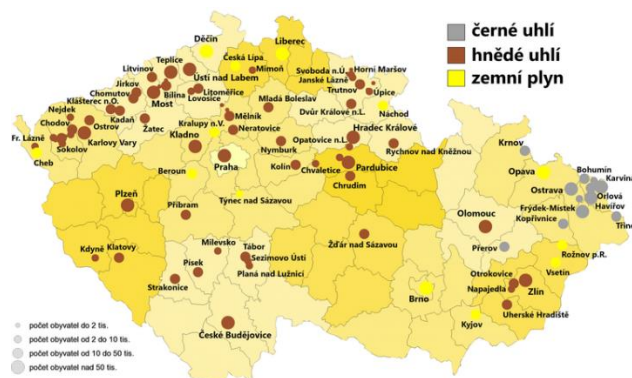 černé uhlí
hnědé uhlí
zemní plyn
Děčín
Liberec
Teplice
Česká Lípa
Litvínov
Ústí nad Labem
Mimoň
Svoboda n.Ú.
Horní Maršov
Janské Lázně
Jirkov
Trutnov
Úpice
Chomutov
Bílina
Litoměřice
Klášterec n.O.
Most
Lovosice
Mladá Boleslav
Dvůr Králové n.L.
Náchod
Nejdek
Mělník
Kadaň
Žatec
Kralupy n.V.
Neratovice
Opatovice n.L.
Hradec Králové
Chodov
Ostrov
Kladno
Fr. Lázně
Karlovy Vary
Nymburk
Rychnov nad Kněžnou
Krnov
Sokolov
Praha
Kolín
Chvaletice
Pardubice
Bohumín
Cheb
Beroun
Opava
Karviná
Chrudim
Ostrava
Orlová
Plzeň
Týnec nad Sázavou
Frýdek-Místek
Havířov
Příbram
Olomouc
Kopřivnice
Třinec
Milevsko
Tábor
Žďár nad Sázavou
Přerov
Kdyně
Klatovy
Sezimovo Ústí
Rožnov p.R.
Písek
Planá nad Lužnicí
Otrokovice
Vsetín
Strakonice
Brno
Napajedla
Zlín
Kyjov
Uherské Hradiště
České Budějovice
počet obyvatel do 2 tis.
počet obyvatel od 2 do 10 tis.
počet obyvatel od 10 do 50 tis.
počet obyvatel nad 50 tis.